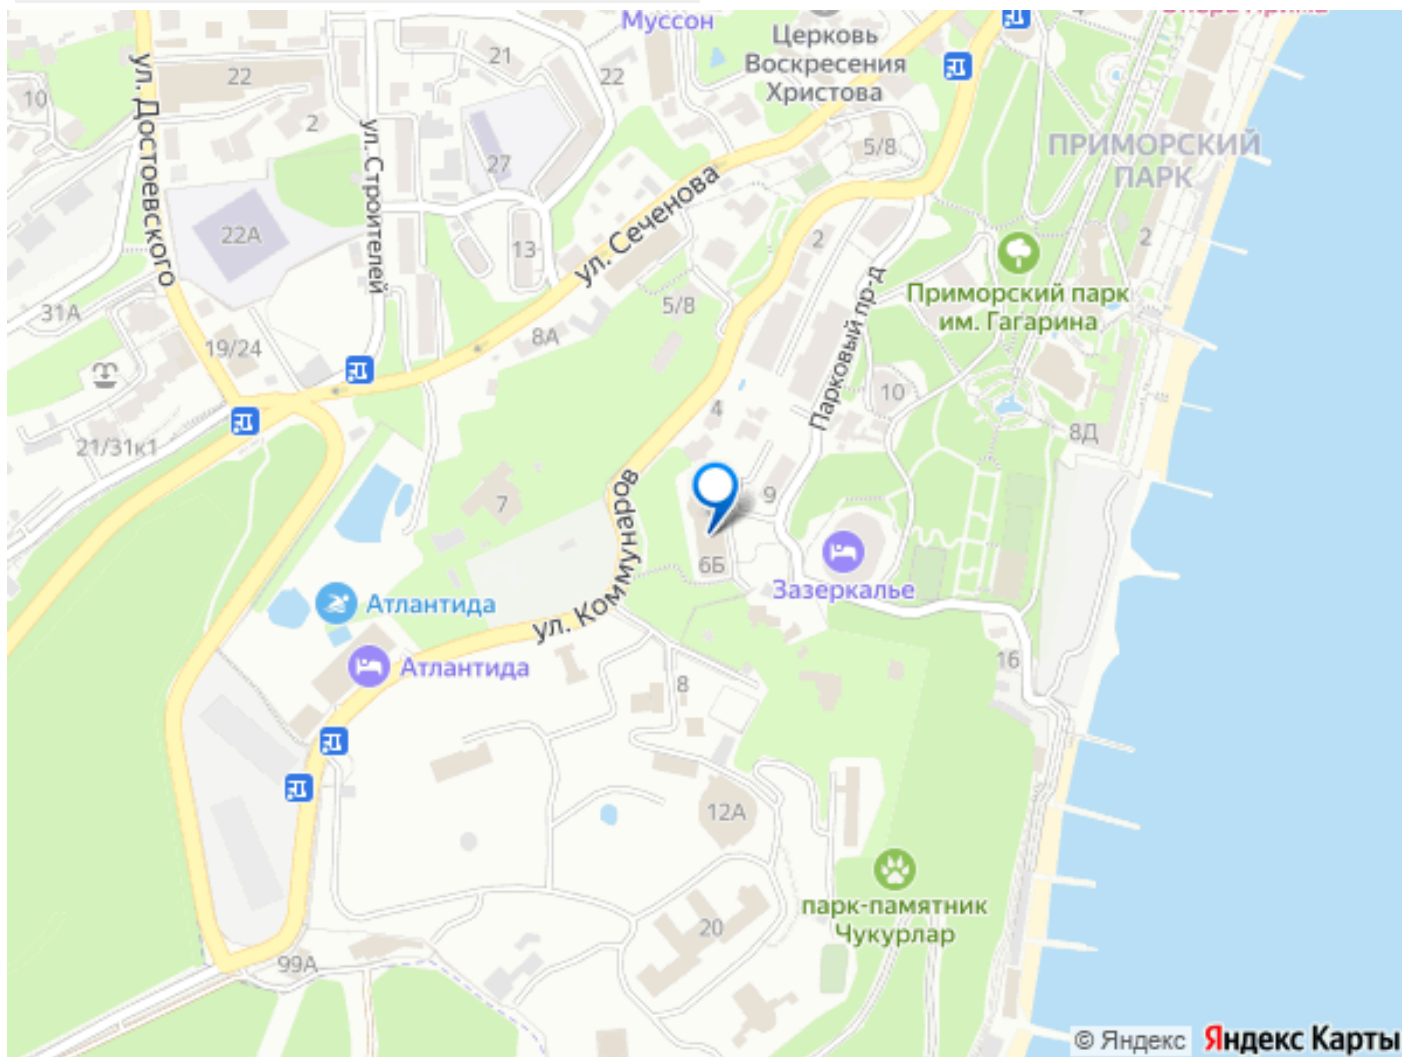 Муссон
Церковь
Воскресения
Христова
ул. Достоевского
22
21
22
10
2
ул. Строителей
27
5/8
ПРИМОРСКИЙ
ПАРК
ул. Сеченова
22А
13
2
2
Приморский парк
им. Гагарина
31А
5/8
8А
19/24
Парковый пр-д
10
4
21/31к1
8Д
7
9
ул. Коммунаров
6Б
Зазеркалье
Атлантида
Атлантида
16
8
12А
парк-памятник
Чукурлар
20
99А
© Яндекс Яндекс Карты